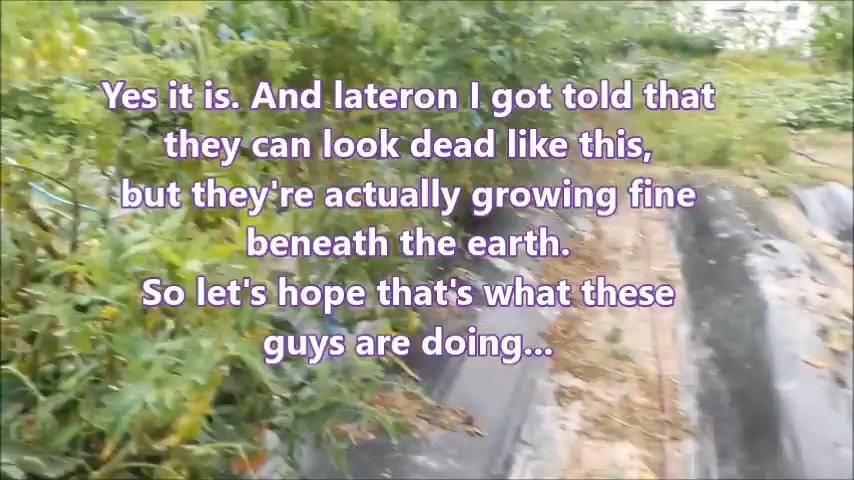 Yes it is. And lateron I got told that
they can look dead like this,
but they're actually growing fine
beneath the earth.
So let's hope that's what these
guys are doing...